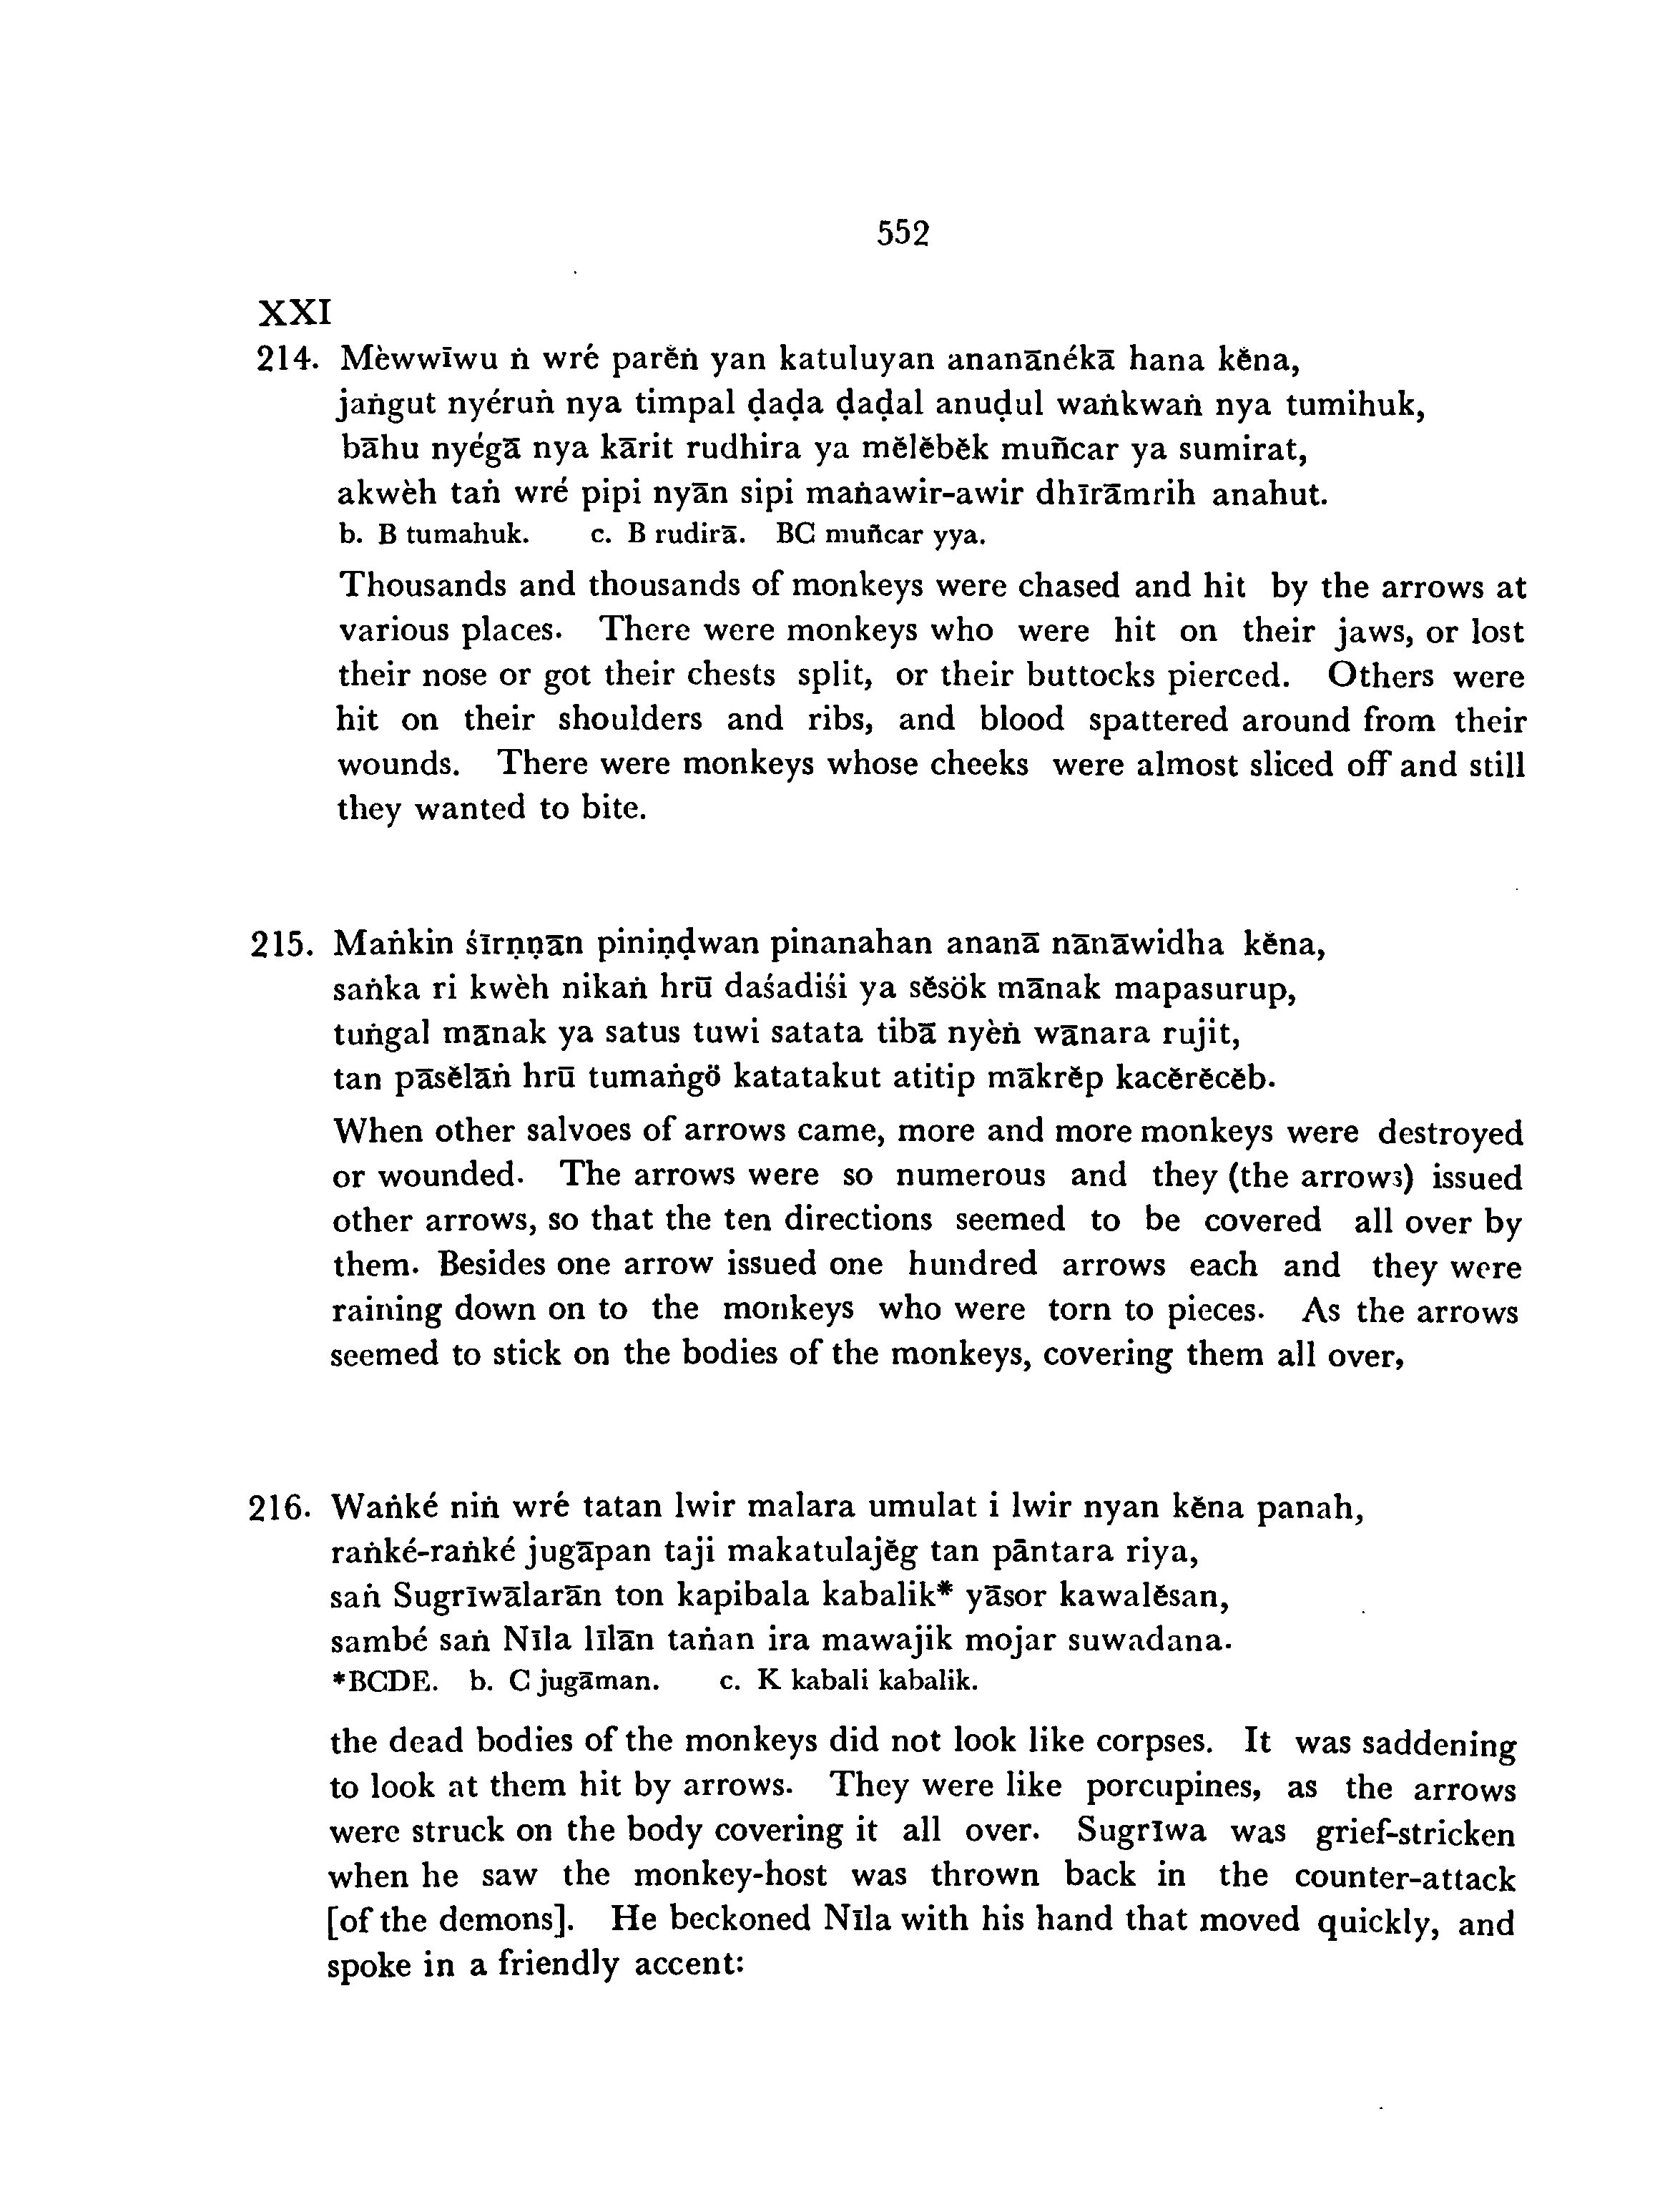 552
XXI
214. Mèwwīwu ṅ wré parĕṅ yan katuluyan ananānékā hana kĕna,
jaṅgut nyéruṅ nya timpal ḍaḍa ḍaḍal anuḍul waṅkwaṅ nya tumihuk,
bāhu nyégā nya kārit rudhira ya mĕlĕbĕk muñcar ya sumirat,
akwèh taṅ wré pipi nyān sipi maṅawir-awir dhīrāmrih anahut.
b. B tumahuk. c. B rudirā. BC muñcar yya.
Thousands and thousands of monkeys were chased and hit by the arrows at
various places. There were monkeys who were hit on their jaws, or lost
their nose or got their chests split, or their buttocks pierced. Others were
hit on their shoulders and ribs, and blood spattered around from their
wounds. There were monkeys whose cheeks were almost sliced off and still
they wanted to bite.
215. Maṅkin śīrṇṇān piniṇḍwan pinanahan ananā nānāwidha kĕna,
saṅka ri kwèh nikaṅ hrū daśadiśi ya sĕsök mānak mapasurup,
tuṅgal mānak ya satus tuwi satata tibā nyèṅ wānara rujit,
tan pāsĕlāṅ hrū tumaṅgö katatakut atitip mākrĕp kacĕrĕcĕb.
When other salvoes of arrows came, more and more monkeys were destroyed
or wounded. The arrows were so numerous and they (the arrows) issued
other arrows, so that the ten directions seemed to be covered all over by
them. Besides one arrow issued one hundred arrows each and they were
raining down on to the monkeys who were torn to pieces. As the arrows
seemed to stick on the bodies of the monkeys, covering them all over,
216. Waṅké niṅ wré tatan lwir malara umulat i lwir nyan kĕna panah,
raṅké-raṅké jugāpan taji makatulajĕg tan pāntara riya,
saṅ Sugrīwālarān ton kapibala kabalik* yāsor kawalĕsan,
sambé saṅ Nīla līlān taṅan ira mawajik mojar suwadana.
*BCDE. b. C jugāman. c. K kabali kabalik.
the dead bodies of the monkeys did not look like corpses. It was saddening
to look at them hit by arrows. They were like porcupines, as the arrows
were struck on the body covering it all over. Sugrīwa was grief-stricken
when he saw the monkey-host was thrown back in the counter-attack
[of the demons]. He beckoned Nīla with his hand that moved quickly, and
spoke in a friendly accent: